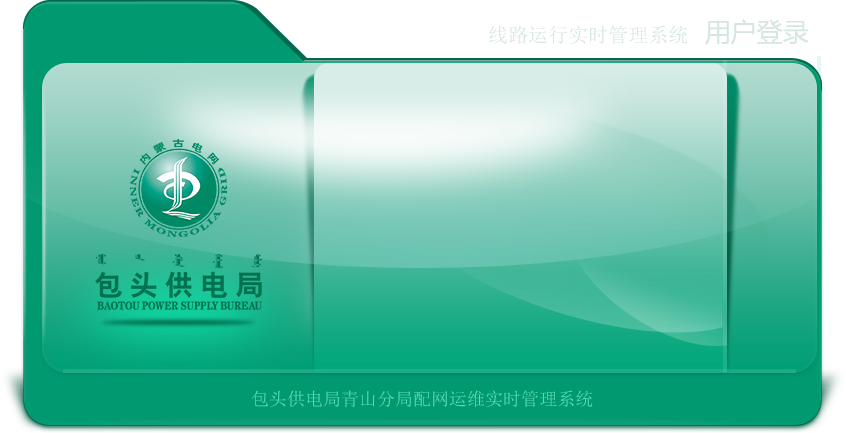 线路运行实时管理系统 用户登录
内蒙古电网
INNER MONGOLIA GRID
包头供电局
BAOTOU POWER SUPPLY BUREAU
包头供电局青山分局配网运维实时管理系统